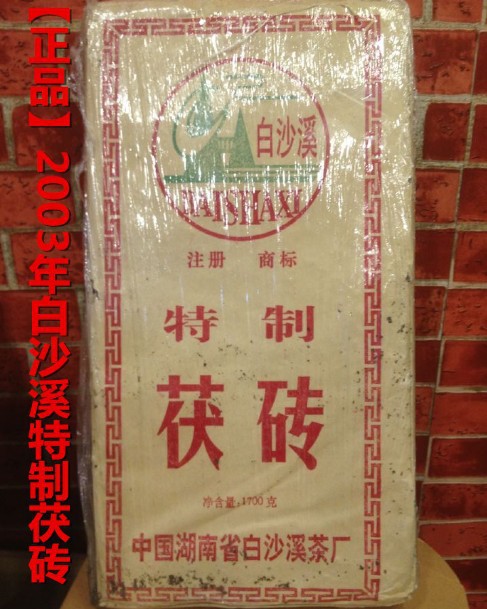 【正品】2003年白沙溪特制茯砖
白沙溪
BAISHAXI
注册 商标
特制
茯砖
净含量:1700克
中国湖南省白沙溪茶厂